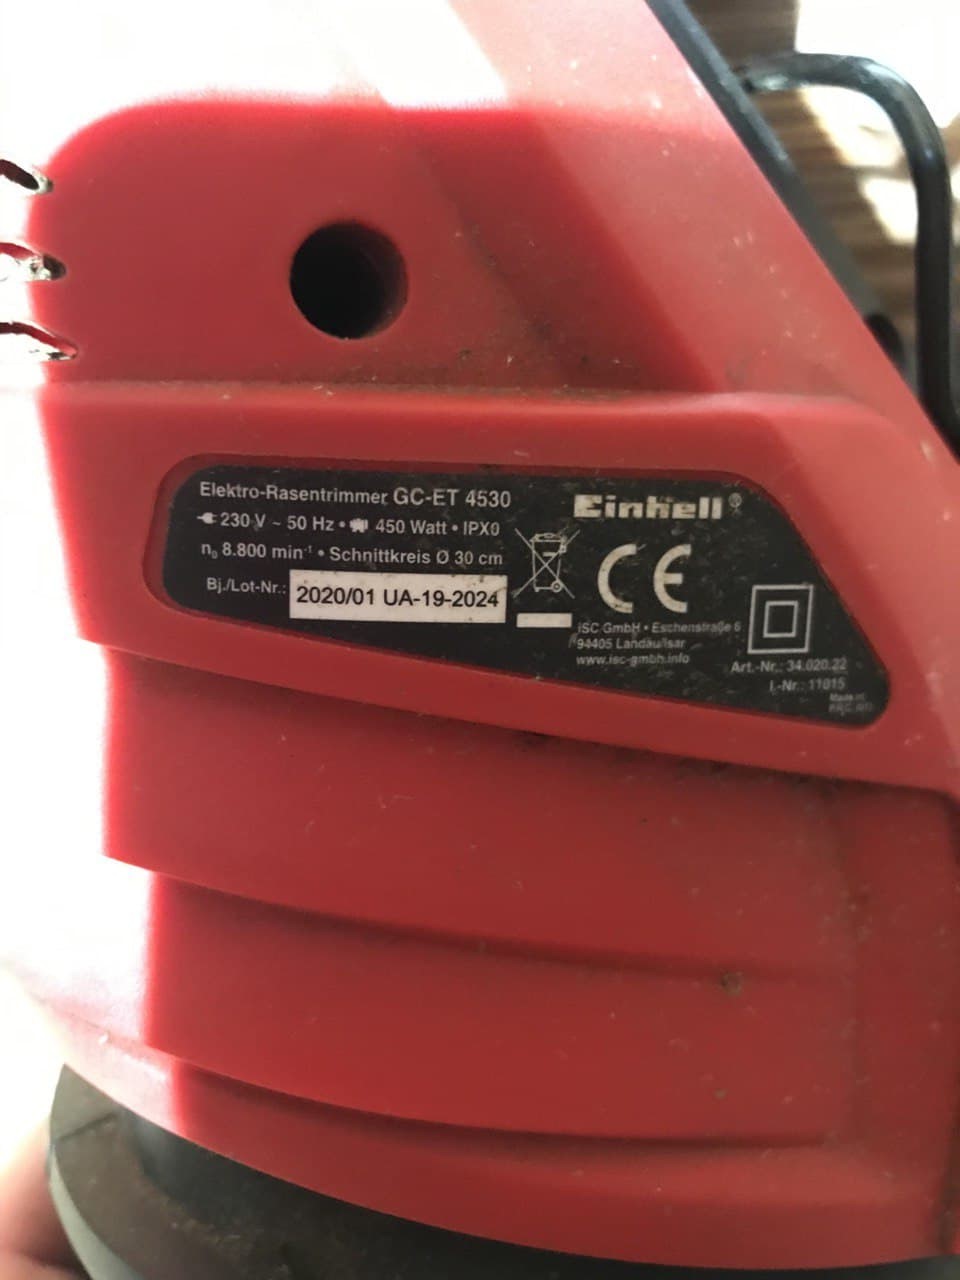 Elektro-Rasentrimmer GC-ET 4530
230 V ~ 50 Hz • 450 Watt • IPX0
n₀ 8.800 min⁻¹ • Schnittkreis Ø 30 cm
Bj./Lot-Nr.: 2020/01 UA-19-2024
Einhell®
CE
iSC GmbH • Eschenstraße 6
94405 Landau/Isar
www.isc-gmbh.info
Art.-Nr.: 34.020.22
I.-Nr.: 11015
Made in